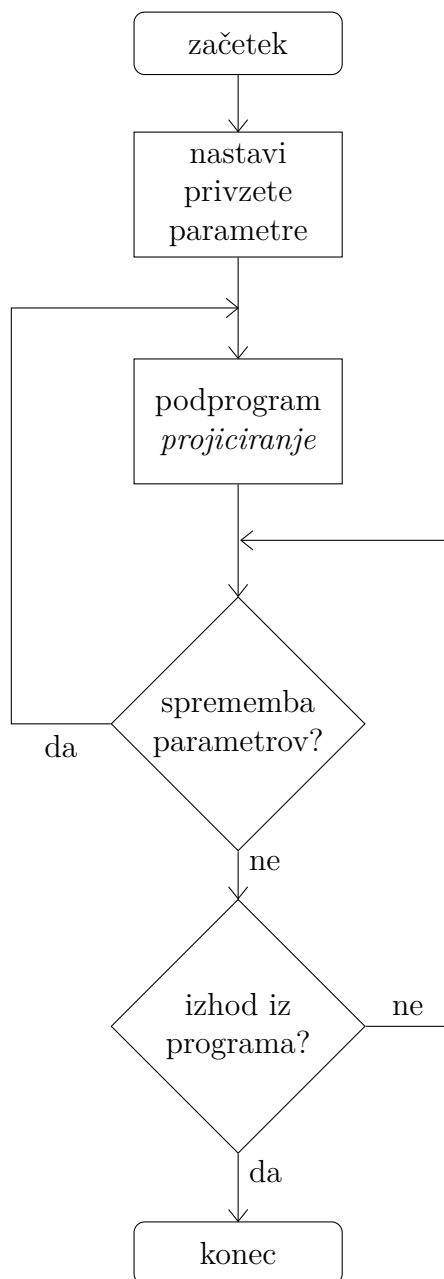 začetek
nastavi
privzete
parametre
podprogram
projiciranje
sprememba
parametrov?
da
ne
izhod iz
programa?
ne
da
konec